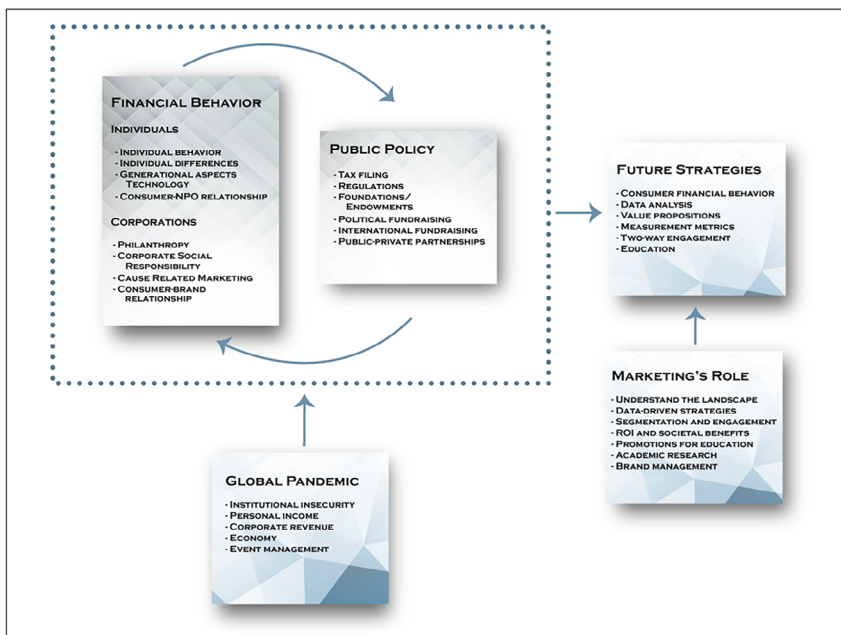 FINANCIAL BEHAVIOR
INDIVIDUALS
- INDIVIDUAL BEHAVIOR
- INDIVIDUAL DIFFERENCES
- GENERATIONAL ASPECTS
TECHNOLOGY
- CONSUMER-NPO RELATIONSHIP
CORPORATIONS
- PHILANTHROPY
- CORPORATE SOCIAL
RESPONSIBILITY
- CAUSE RELATED MARKETING
- CONSUMER-BRAND
RELATIONSHIP
PUBLIC POLICY
- TAX FILING
- REGULATIONS
- FOUNDATIONS/
ENDOWMENTS
- POLITICAL FUNDRAISING
- INTERNATIONAL FUNDRAISING
- PUBLIC-PRIVATE PARTNERSHIPS
FUTURE STRATEGIES
- CONSUMER FINANCIAL BEHAVIOR
- DATA ANALYSIS
- VALUE PROPOSITIONS
- MEASUREMENT METRICS
- TWO-WAY ENGAGEMENT
- EDUCATION
MARKETING'S ROLE
- UNDERSTAND THE LANDSCAPE
- DATA-DRIVEN STRATEGIES
- SEGMENTATION AND ENGAGEMENT
- ROI AND SOCIETAL BENEFITS
- PROMOTIONS FOR EDUCATION
- ACADEMIC RESEARCH
- BRAND MANAGEMENT
GLOBAL PANDEMIC
- INSTITUTIONAL INSECURITY
- PERSONAL INCOME
- CORPORATE REVENUE
- ECONOMY
- EVENT MANAGEMENT